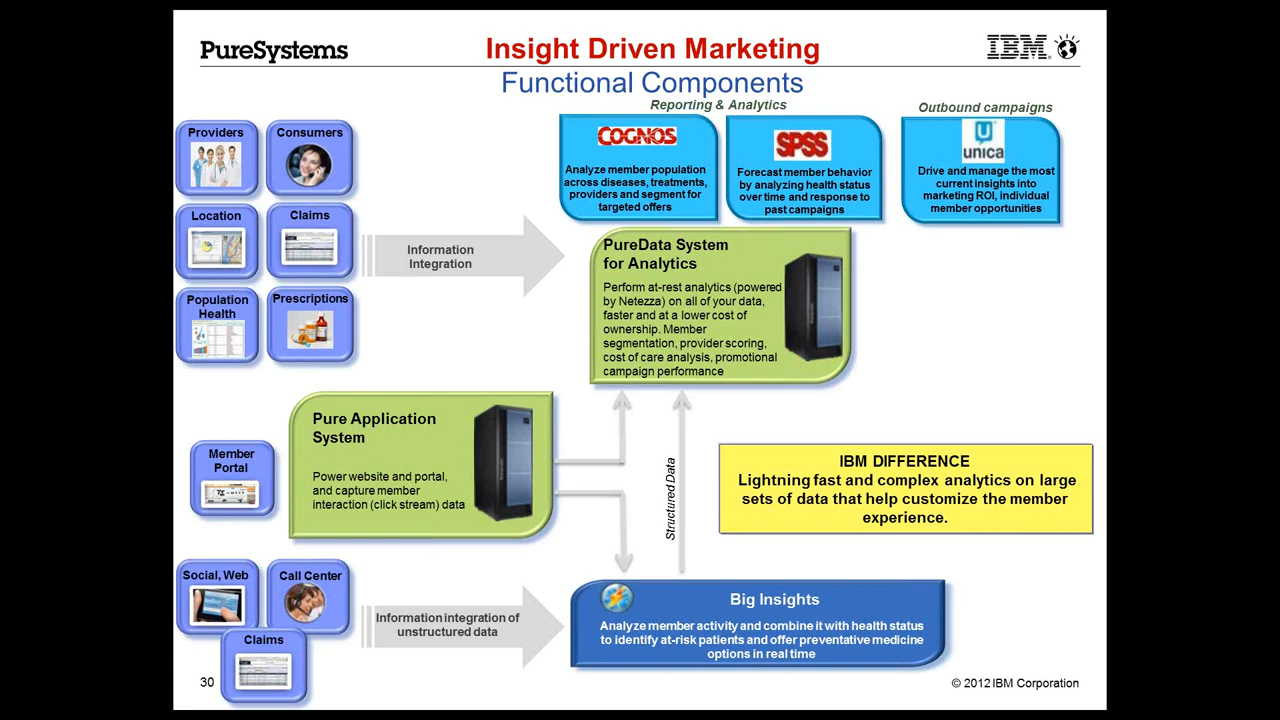 PureSystems
Insight Driven Marketing
IBM
Functional Components
Reporting & Analytics
Outbound campaigns
Providers
Consumers
Location
Claims
Population
Health
Prescriptions
Information
Integration
COGNOS
Analyze member population
across diseases, treatments,
providers and segment for
targeted offers
SPSS
Forecast member behavior
by analyzing health status
over time and response to
past campaigns
unica
Drive and manage the most
current insights into
marketing ROI, individual
member opportunities
PureData System
for Analytics
Perform at-rest analytics (powered
by Netezza) on all of your data,
faster and at a lower cost of
ownership. Member
segmentation, provider scoring,
cost of care analysis, promotional
campaign performance
Member
Portal
Pure Application
System
Power website and portal,
and capture member
interaction (click stream) data
Structured Data
IBM DIFFERENCE
Lightning fast and complex analytics on large
sets of data that help customize the member
experience.
Social, Web
Call Center
Claims
Information integration of
unstructured data
Big Insights
Analyze member activity and combine it with health status
to identify at-risk patients and offer preventative medicine
options in real time
30
© 2012 IBM Corporation